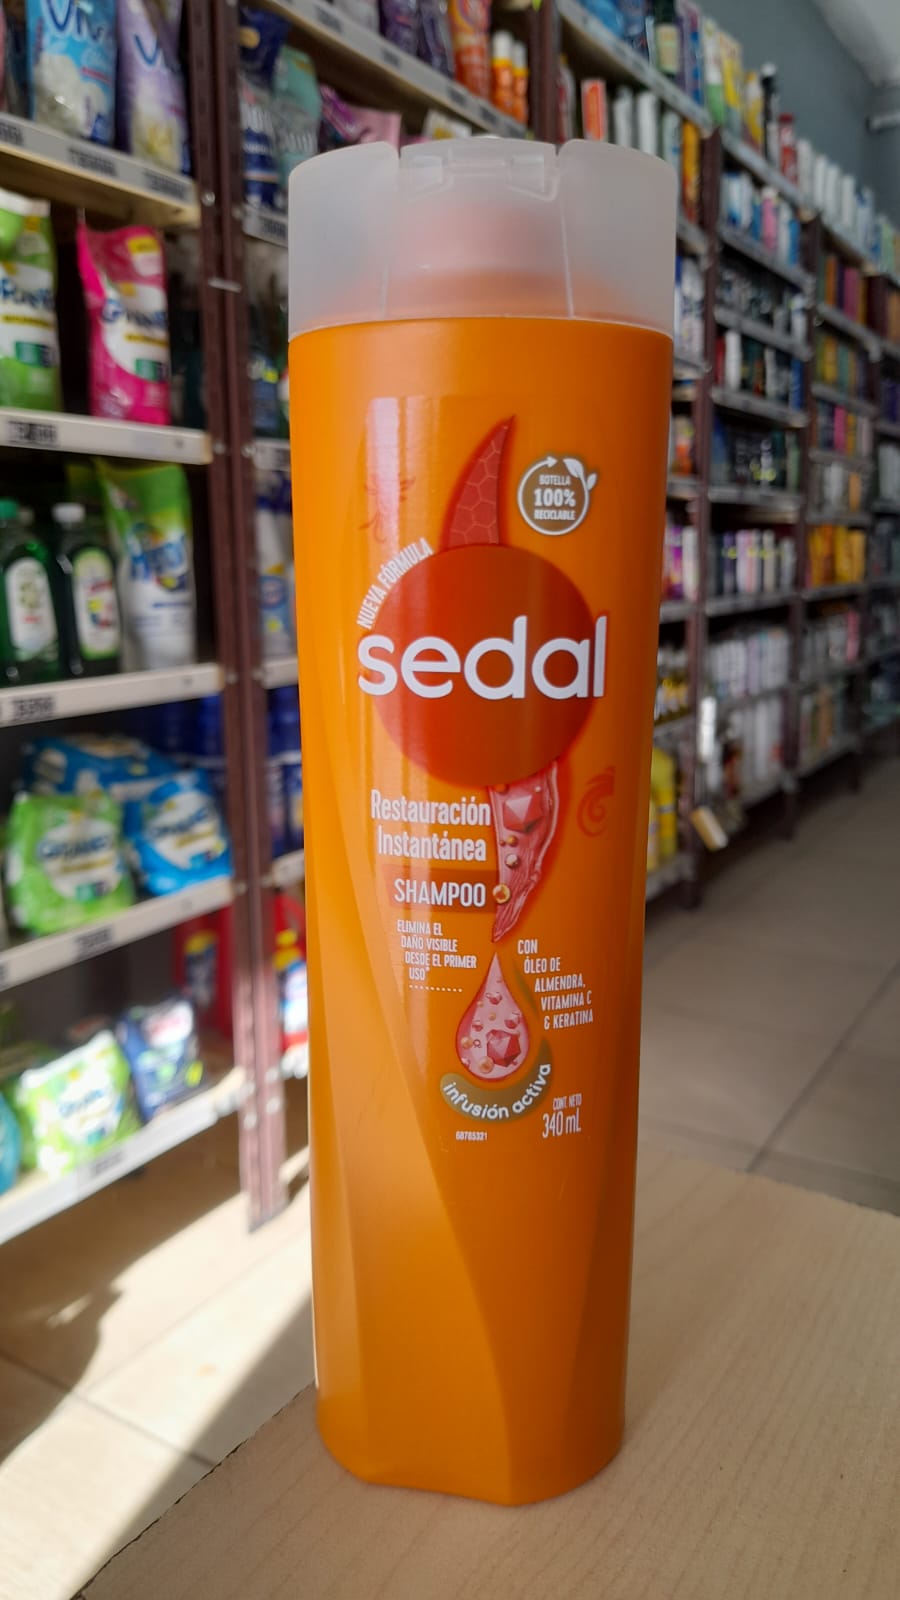 BOTELLA
100%
RECICLABLE
NUEVA FÓRMULA
sedal
Restauración
Instantánea
SHAMPOO
ELIMINA EL
DAÑO VISIBLE
DESDE EL PRIMER
USO*
CON
ÓLEO DE
ALMENDRA,
VITAMINA C
& KERATINA
infusión activa
CONT. NETO
340 mL
68785321